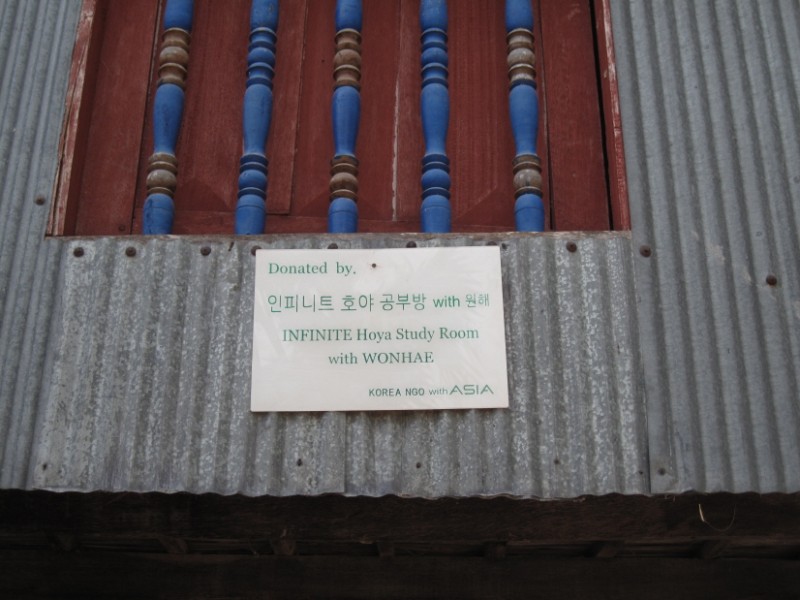 Donated by.
인피니트 호야 공부방 with 원해
INFINITE Hoya Study Room
with WONHAE
KOREA NGO with ASIA